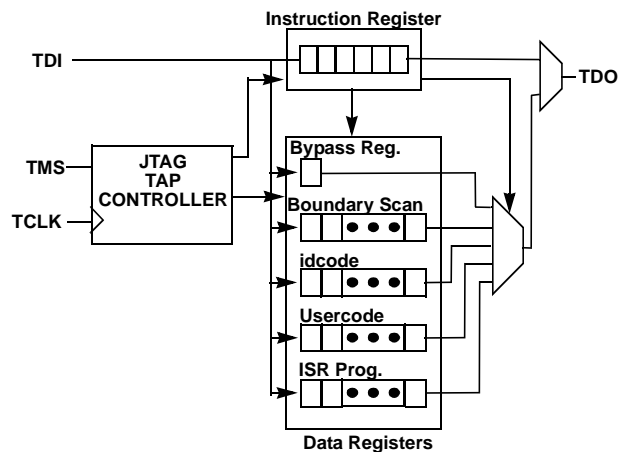 Instruction Register
TDI
TDO
Bypass Reg.
JTAG
TAP
CONTROLLER
TMS
TCLK
Boundary Scan
idcode
Usercode
ISR Prog.
Data Registers